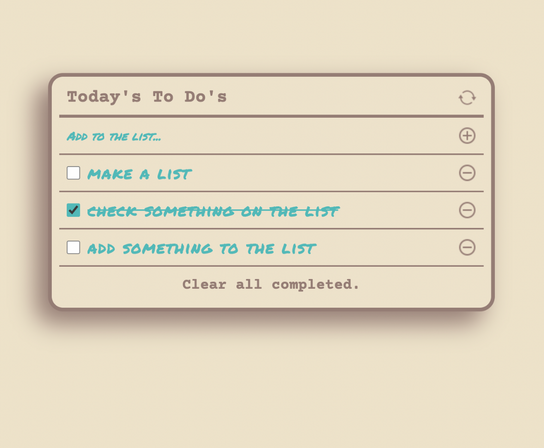 Today's To Do's
Add to the list...
MAKE A LIST
CHECK SOMETHING ON THE LIST
ADD SOMETHING TO THE LIST
Clear all completed.